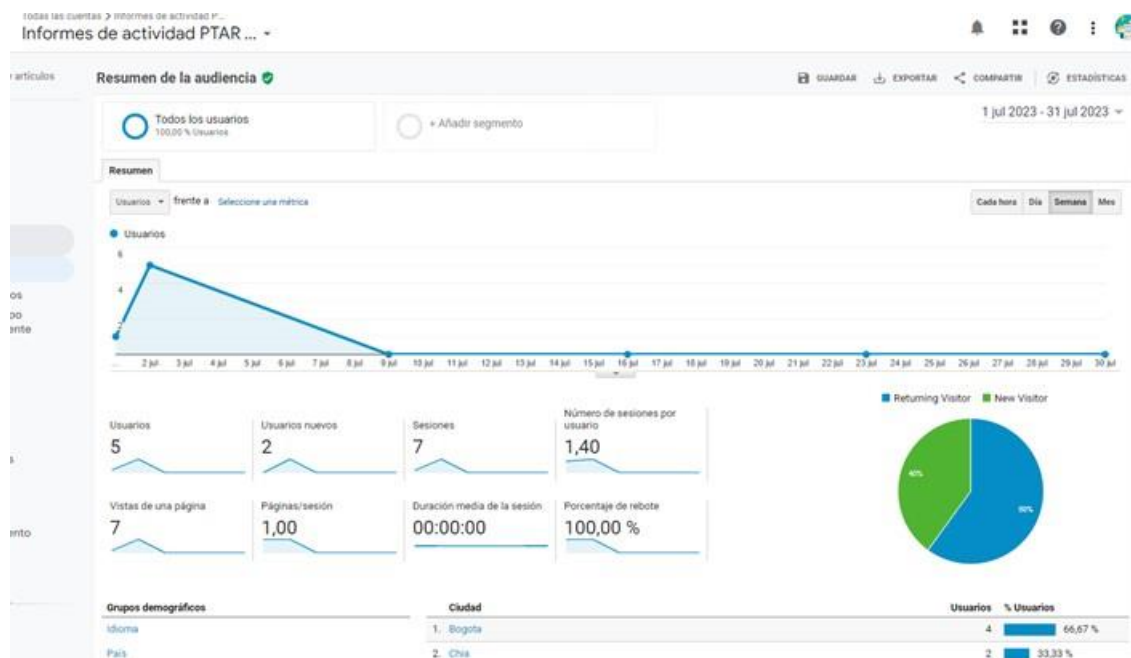 Todas las cuentas > Informes de actividad P...
Informes de actividad PTAR ...
artículos
Resumen de la audiencia
GUARDAR EXPORTAR COMPARTIR ESTADÍSTICAS
Todos los usuarios
100,00 % Usuarios
+ Añadir segmento
1 jul 2023 - 31 jul 2023
Resumen
Usuarios frente a Seleccione una métrica
Cada hora Día Semana Mes
Usuarios
6
4
2
... 2 jul 3 jul 4 jul 5 jul 6 jul 7 jul 8 jul 9 jul 10 jul 11 jul 12 jul 13 jul 14 jul 15 jul 16 jul 17 jul 18 jul 19 jul 20 jul 21 jul 22 jul 23 jul 24 jul 25 jul 26 jul 27 jul 28 jul 29 jul 30 jul
os
po
ente
Returning Visitor New Visitor
Usuarios
5
Usuarios nuevos
2
Sesiones
7
Número de sesiones por
usuario
1,40
Vistas de una página
7
Páginas/sesión
1,00
Duración media de la sesión
00:00:00
Porcentaje de rebote
100,00 %
40%
60%
s
ento
Grupos demográficos
Idioma
País
Ciudad Usuarios % Usuarios
1. Bogota 4 66,67 %
2. Chia 2 33,33 %